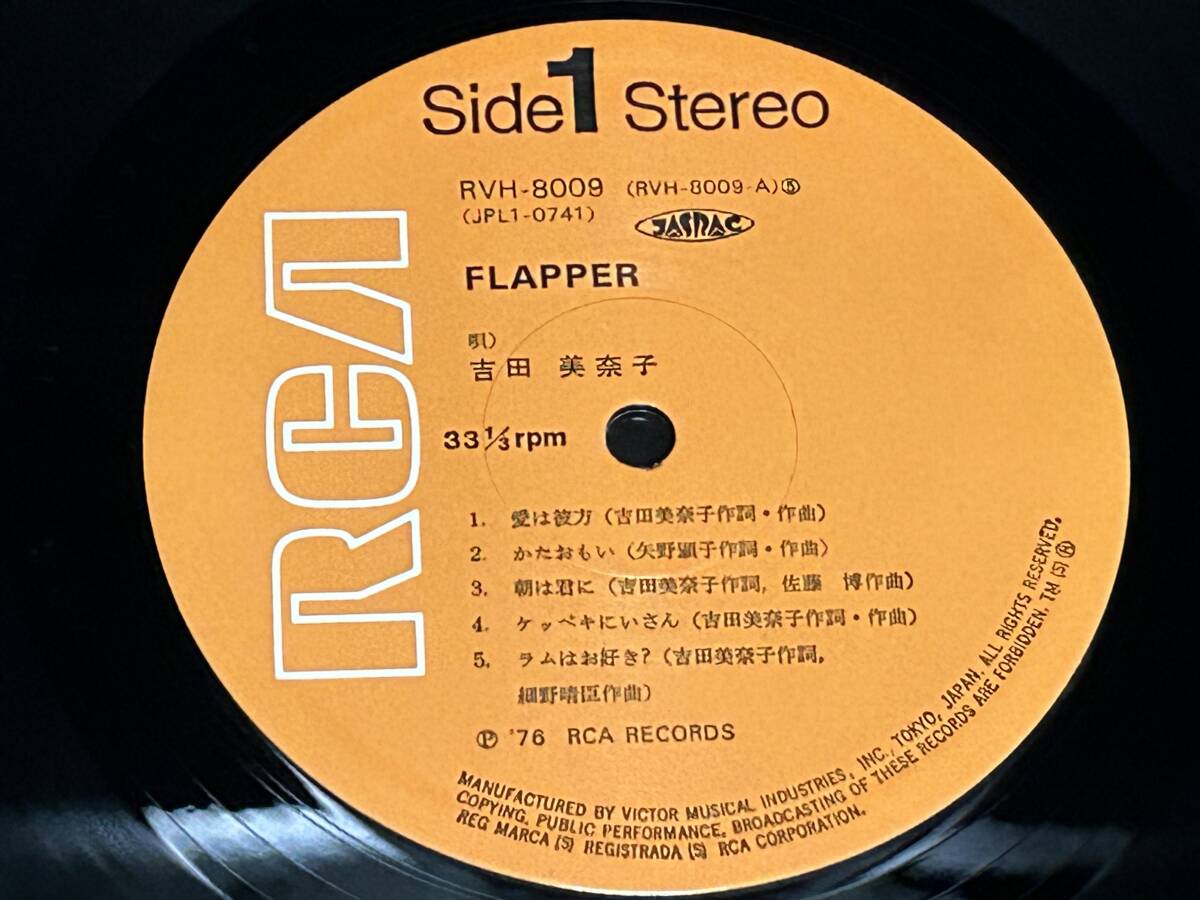 Side 1 Stereo
RVH-8009 (RVH-8009-A)
(JPL1-0741)
JASRAC
FLAPPER
RCA
唄)
吉田 美奈子
33 1/3 rpm
1. 愛は彼方 (吉田美奈子作詞・作曲)
2. かたおもい (矢野顕子作詞・作曲)
3. 朝は君に (吉田美奈子作詞, 佐藤 博作曲)
4. ケッペキにいさん (吉田美奈子作詞・作曲)
5. ラムはお好き? (吉田美奈子作詞,
細野晴臣作曲)
Ⓟ '76 RCA RECORDS
MANUFACTURED BY VICTOR MUSICAL INDUSTRIES, INC., TOKYO, JAPAN. ALL RIGHTS RESERVED.
COPYING, PUBLIC PERFORMANCE, BROADCASTING OF THESE RECORDS ARE FORBIDDEN. TM (S) ®
REG MARCA (S) REGISTRADA (S) RCA CORPORATION.